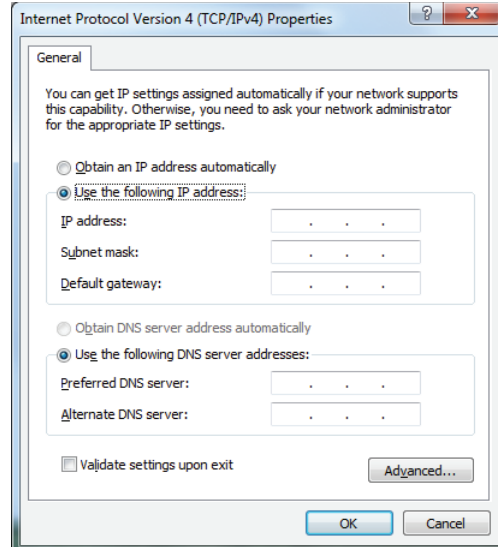 Internet Protocol Version 4 (TCP/IPv4) Properties
?
General
You can get IP settings assigned automatically if your network supports
this capability. Otherwise, you need to ask your network administrator
for the appropriate IP settings.
Obtain an IP address automatically
Use the following IP address:
IP address:
Subnet mask:
Default gateway:
Obtain DNS server address automatically
Use the following DNS server addresses:
Preferred DNS server:
Alternate DNS server:
Validate settings upon exit
Advanced...
OK Cancel